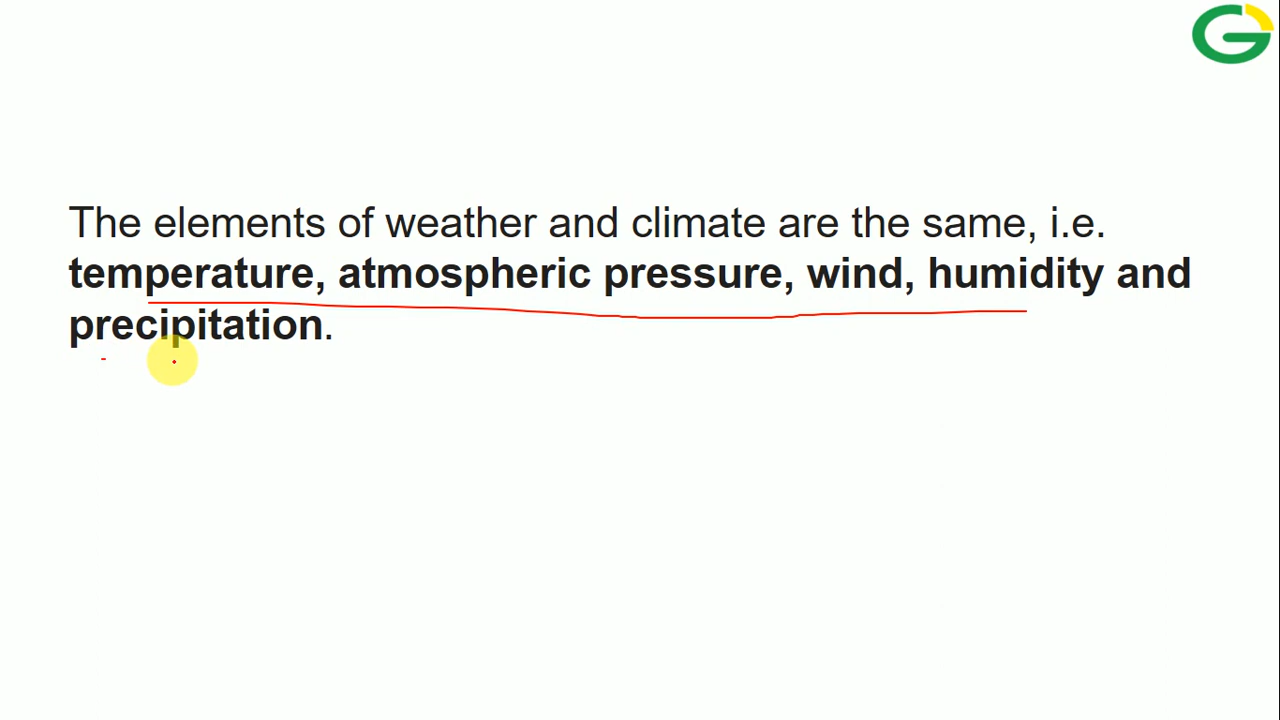 The elements of weather and climate are the same, i.e.
temperature, atmospheric pressure, wind, humidity and
precipitation.